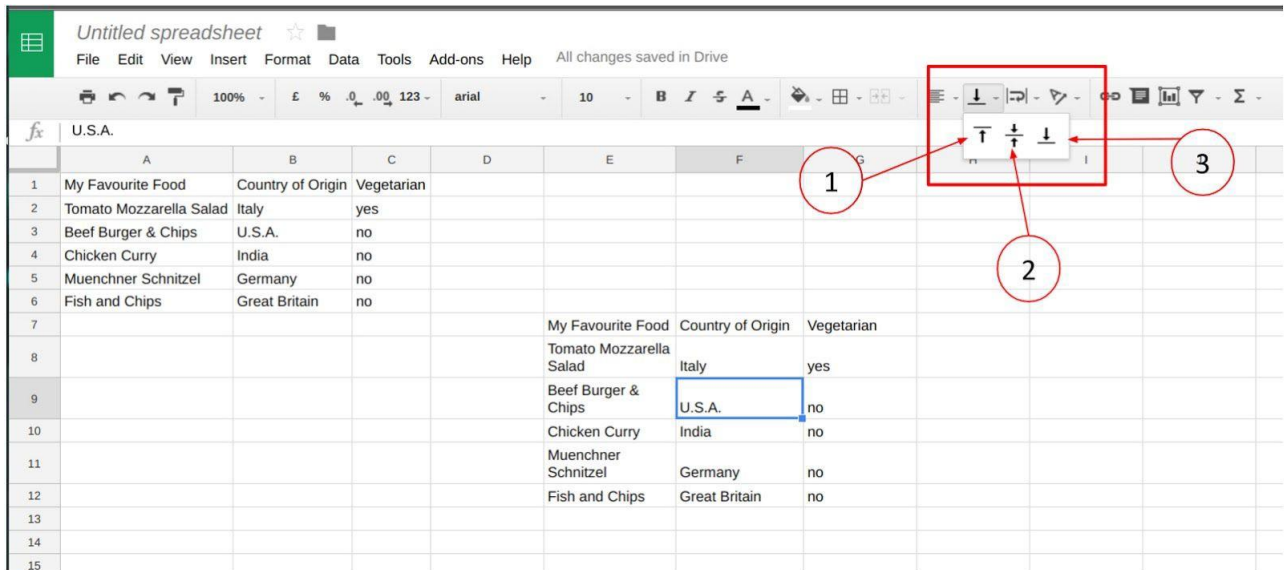 Untitled spreadsheet
File Edit View Insert Format Data Tools Add-ons Help All changes saved in Drive
100% £ % .0 .00 123 arial 10 B I S A Σ
fx U.S.A.
A B C D E F G H I
1 2 3
1 My Favourite Food Country of Origin Vegetarian
2 Tomato Mozzarella Salad Italy yes
3 Beef Burger & Chips U.S.A. no
4 Chicken Curry India no
5 Muenchner Schnitzel Germany no
6 Fish and Chips Great Britain no
7 My Favourite Food Country of Origin Vegetarian
8 Tomato Mozzarella
Salad Italy yes
9 Beef Burger &
Chips U.S.A. no
10 Chicken Curry India no
11 Muenchner
Schnitzel Germany no
12 Fish and Chips Great Britain no
13
14
15